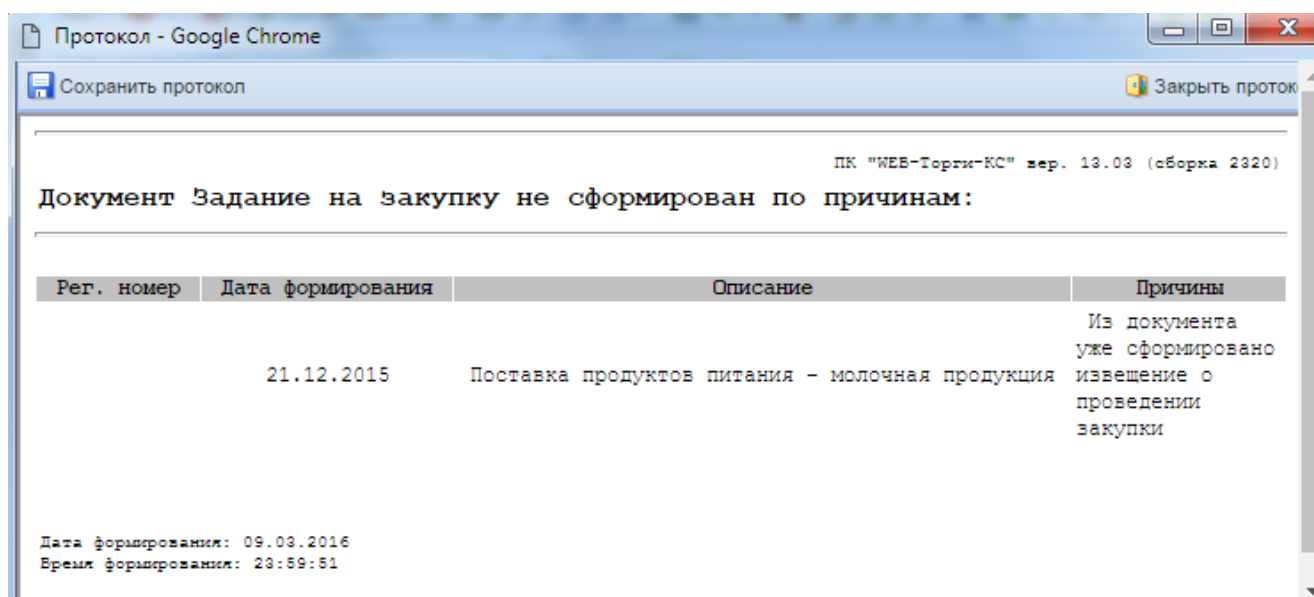 Протокол - Google Chrome
Сохранить протокол
Закрыть проток
ПК "WEB-Торги-КС" вер. 13.03 (сборка 2320)
Документ Задание на закупку не сформирован по причинам:
Рег. номер Дата формирования Описание Причины
Из документа
уже сформировано
21.12.2015 Поставка продуктов питания – молочная продукция извещение о
проведении
закупки
Дата формирования: 09.03.2016
Время формирования: 23:59:51